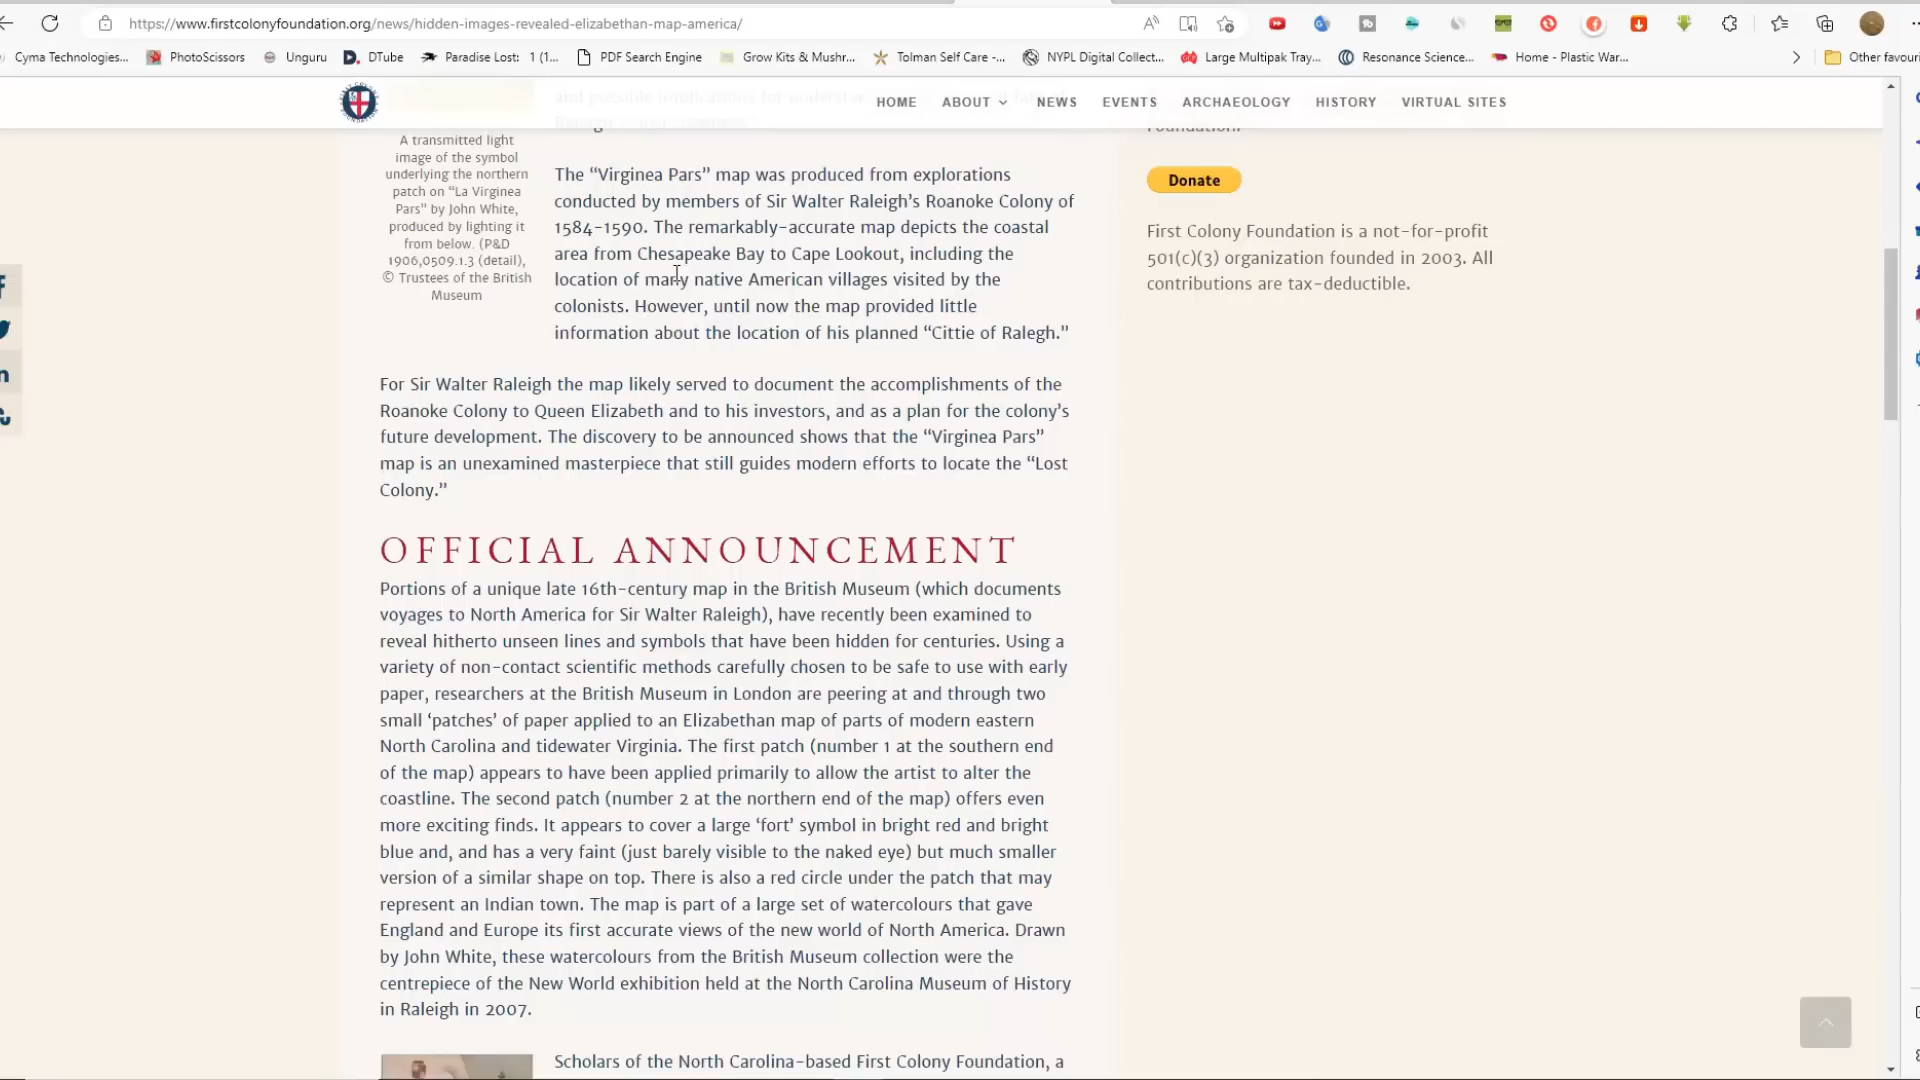 https://www.firstcolonyfoundation.org/news/hidden-images-revealed-elizabethan-map-america/
Cyma Technologies... PhotoScissors Unguru DTube Paradise Lost: 1 (1... PDF Search Engine Grow Kits & Mushr... Tolman Self Care -... NYPL Digital Collect... Large Multipak Tray... Resonance Science... Home - Plastic War... Other favouri
HOME ABOUT NEWS EVENTS ARCHAEOLOGY HISTORY VIRTUAL SITES
A transmitted light
image of the symbol
underlying the northern
patch on “La Virginea
Pars” by John White,
produced by lighting it
from below. (P&D
1906,0509.1.3 (detail),
© Trustees of the British
Museum
The “Virginea Pars” map was produced from explorations
conducted by members of Sir Walter Raleigh’s Roanoke Colony of
1584-1590. The remarkably-accurate map depicts the coastal
area from Chesapeake Bay to Cape Lookout, including the
location of many native American villages visited by the
colonists. However, until now the map provided little
information about the location of his planned “Cittie of Ralegh.”
For Sir Walter Raleigh the map likely served to document the accomplishments of the
Roanoke Colony to Queen Elizabeth and to his investors, and as a plan for the colony’s
future development. The discovery to be announced shows that the “Virginea Pars”
map is an unexamined masterpiece that still guides modern efforts to locate the “Lost
Colony.”
OFFICIAL ANNOUNCEMENT
Portions of a unique late 16th-century map in the British Museum (which documents
voyages to North America for Sir Walter Raleigh), have recently been examined to
reveal hitherto unseen lines and symbols that have been hidden for centuries. Using a
variety of non-contact scientific methods carefully chosen to be safe to use with early
paper, researchers at the British Museum in London are peering at and through two
small ‘patches’ of paper applied to an Elizabethan map of parts of modern eastern
North Carolina and tidewater Virginia. The first patch (number 1 at the southern end
of the map) appears to have been applied primarily to allow the artist to alter the
coastline. The second patch (number 2 at the northern end of the map) offers even
more exciting finds. It appears to cover a large ‘fort’ symbol in bright red and bright
blue and, and has a very faint (just barely visible to the naked eye) but much smaller
version of a similar shape on top. There is also a red circle under the patch that may
represent an Indian town. The map is part of a large set of watercolours that gave
England and Europe its first accurate views of the new world of North America. Drawn
by John White, these watercolours from the British Museum collection were the
centrepiece of the New World exhibition held at the North Carolina Museum of History
in Raleigh in 2007.
Scholars of the North Carolina-based First Colony Foundation, a
Foundation.
Donate
First Colony Foundation is a not-for-profit
501(c)(3) organization founded in 2003. All
contributions are tax-deductible.